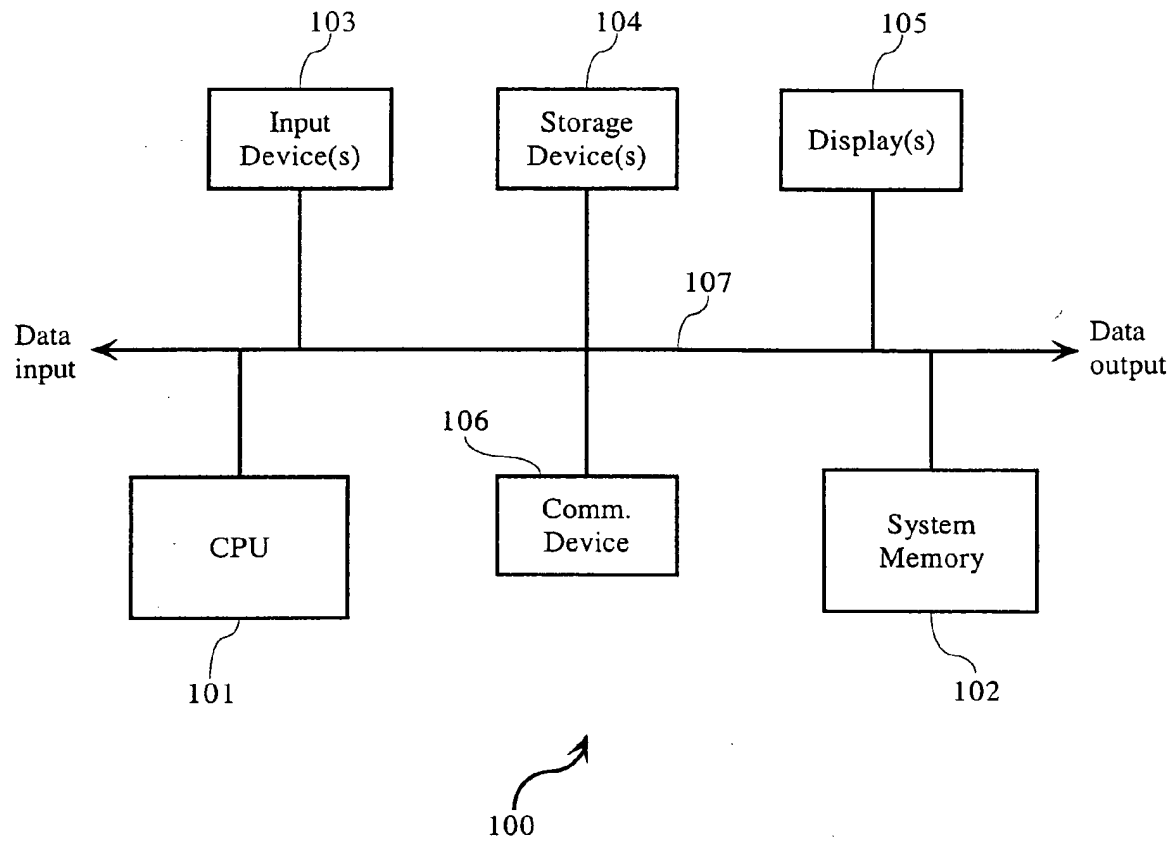 103
104
105
Input
Device(s)
Storage
Device(s)
Display(s)
107
Data
input
Data
output
106
CPU
Comm.
Device
System
Memory
101
102
100